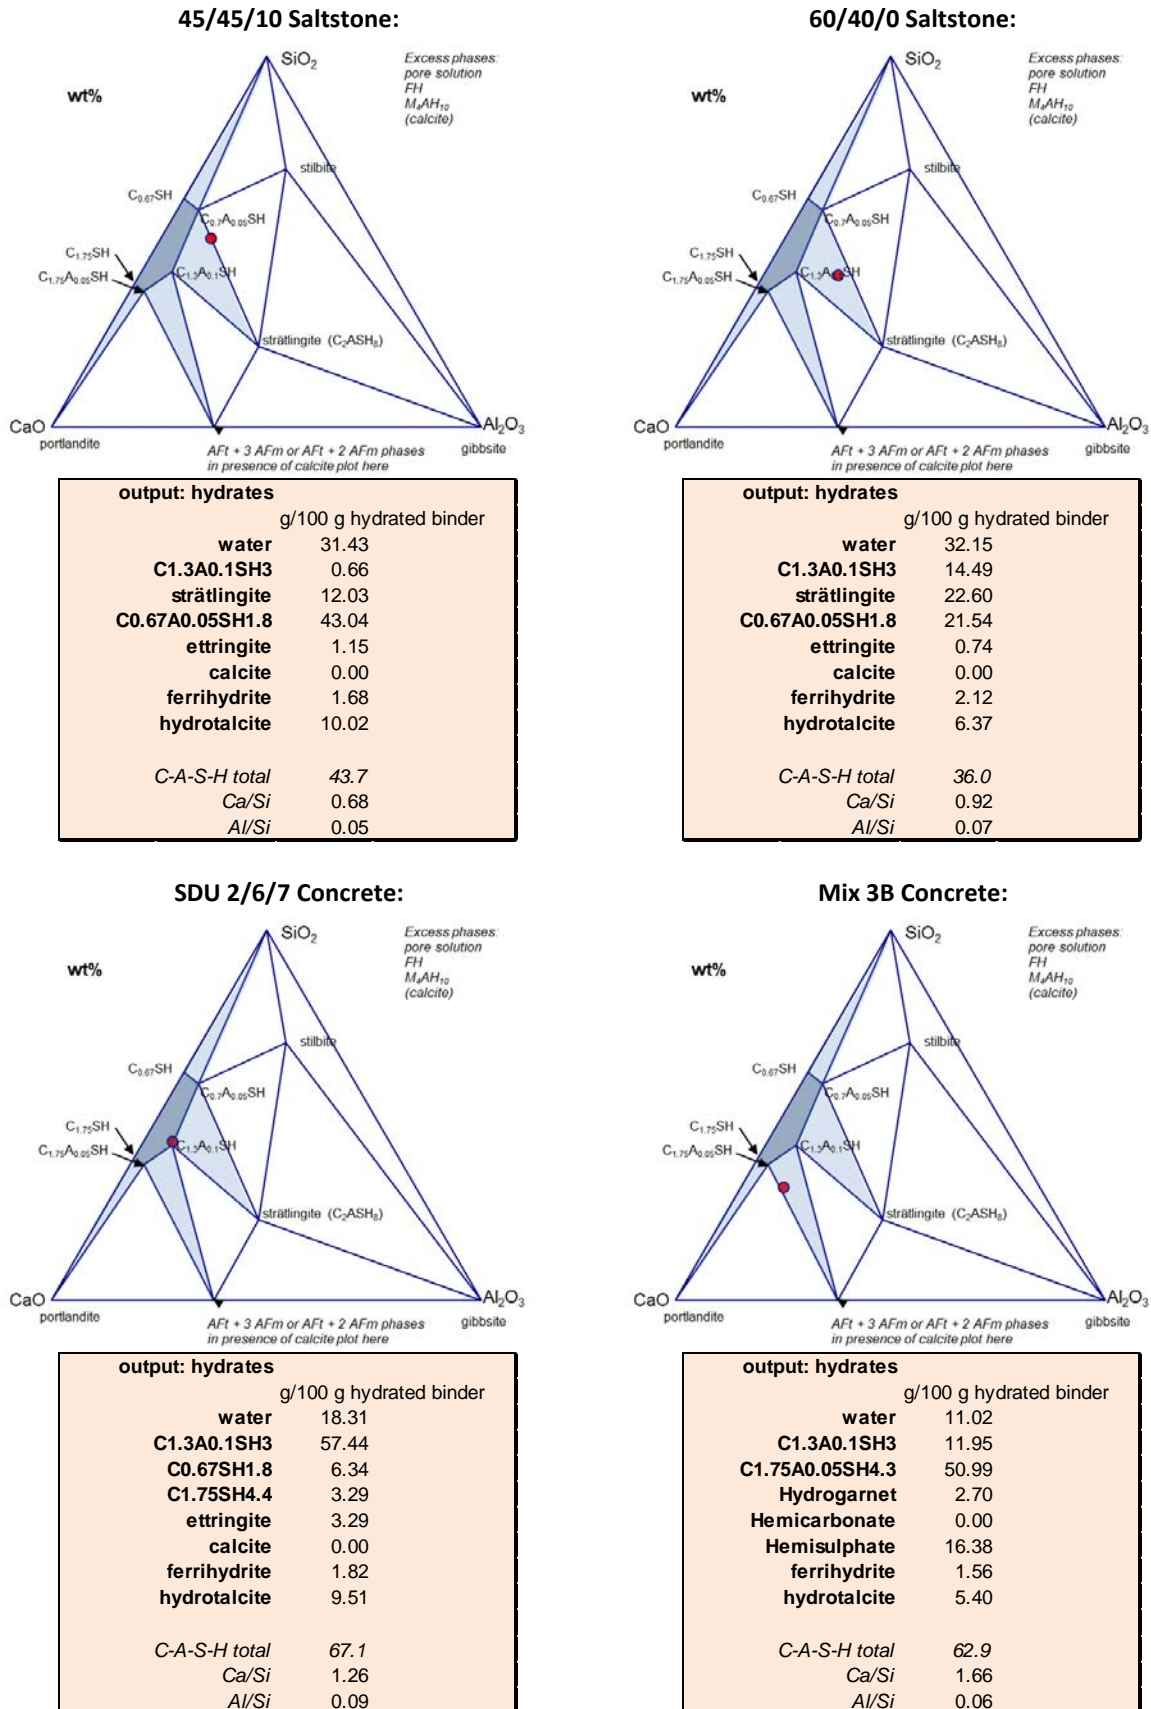 45/45/10 Saltstone:
wt%
SiO2
Excess phases:
pore solution
FH
M4AH10
(calcite)
stilbite
C0.67SH
C0.7A0.05SH
C1.75SH
C1.75A0.05SH
C1.3A0.1SH
strätlingite (C2ASH8)
CaO
Al2O3
portlandite
gibbsite
AFt + 3 AFm or AFt + 2 AFm phases
in presence of calcite plot here
output: hydrates
g/100 g hydrated binder
water 31.43
C1.3A0.1SH3 0.66
strätlingite 12.03
C0.67A0.05SH1.8 43.04
ettringite 1.15
calcite 0.00
ferrihydrite 1.68
hydrotalcite 10.02
C-A-S-H total 43.7
Ca/Si 0.68
Al/Si 0.05
60/40/0 Saltstone:
wt%
SiO2
Excess phases:
pore solution
FH
M4AH10
(calcite)
stilbite
C0.67SH
C0.7A0.05SH
C1.75SH
C1.75A0.05SH
C1.3A0.1SH
strätlingite (C2ASH8)
CaO
Al2O3
portlandite
gibbsite
AFt + 3 AFm or AFt + 2 AFm phases
in presence of calcite plot here
output: hydrates
g/100 g hydrated binder
water 32.15
C1.3A0.1SH3 14.49
strätlingite 22.60
C0.67A0.05SH1.8 21.54
ettringite 0.74
calcite 0.00
ferrihydrite 2.12
hydrotalcite 6.37
C-A-S-H total 36.0
Ca/Si 0.92
Al/Si 0.07
SDU 2/6/7 Concrete:
wt%
SiO2
Excess phases:
pore solution
FH
M4AH10
(calcite)
stilbite
C0.67SH
C0.7A0.05SH
C1.75SH
C1.75A0.05SH
C1.3A0.1SH
strätlingite (C2ASH8)
CaO
Al2O3
portlandite
gibbsite
AFt + 3 AFm or AFt + 2 AFm phases
in presence of calcite plot here
output: hydrates
g/100 g hydrated binder
water 18.31
C1.3A0.1SH3 57.44
C0.67SH1.8 6.34
C1.75SH4.4 3.29
ettringite 3.29
calcite 0.00
ferrihydrite 1.82
hydrotalcite 9.51
C-A-S-H total 67.1
Ca/Si 1.26
Al/Si 0.09
Mix 3B Concrete:
wt%
SiO2
Excess phases:
pore solution
FH
M4AH10
(calcite)
stilbite
C0.67SH
C0.7A0.05SH
C1.75SH
C1.75A0.05SH
C1.3A0.1SH
strätlingite (C2ASH8)
CaO
Al2O3
portlandite
gibbsite
AFt + 3 AFm or AFt + 2 AFm phases
in presence of calcite plot here
output: hydrates
g/100 g hydrated binder
water 11.02
C1.3A0.1SH3 11.95
C1.75A0.05SH4.3 50.99
Hydrogarnet 2.70
Hemicarbonate 0.00
Hemisulphate 16.38
ferrihydrite 1.56
hydrotalcite 5.40
C-A-S-H total 62.9
Ca/Si 1.66
Al/Si 0.06